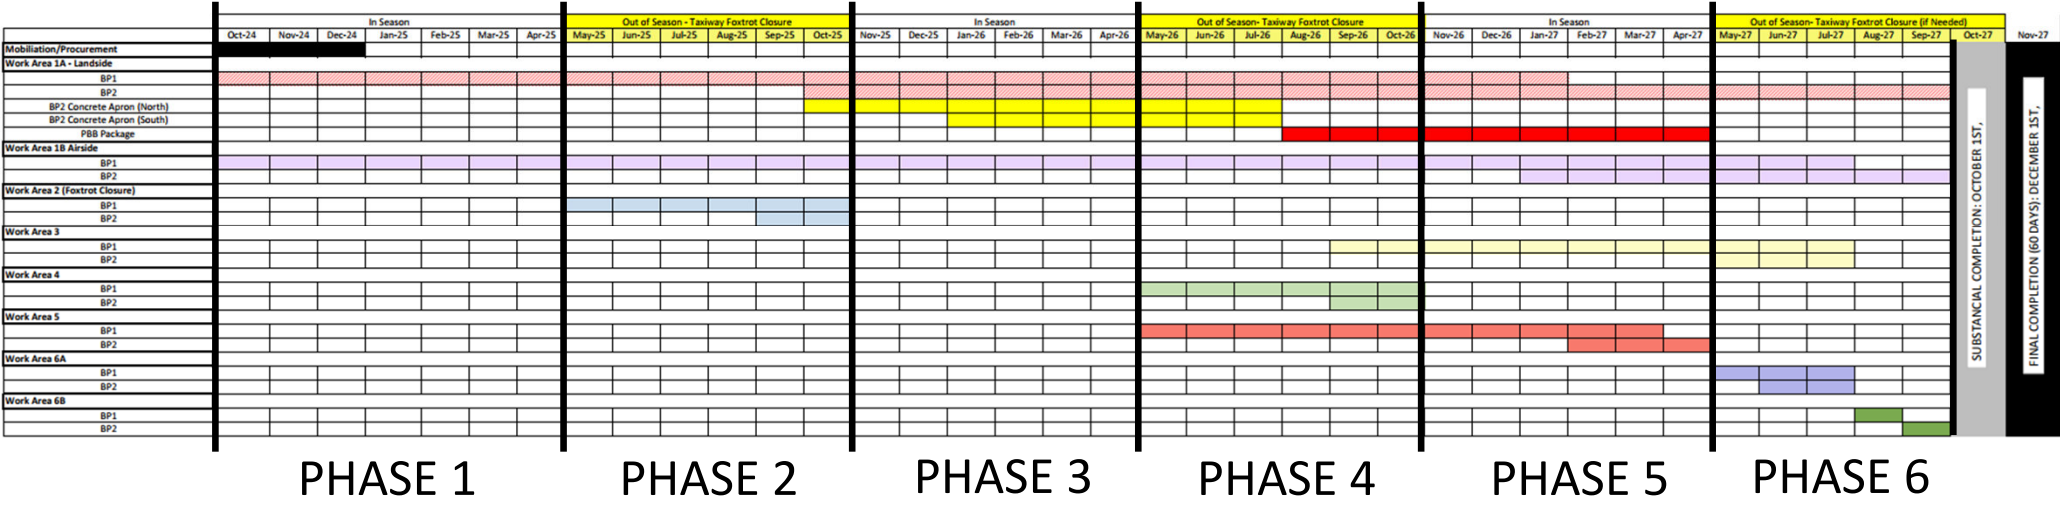 In Season
Out of Season - Taxiway Foxtrot Closure
In Season
Out of Season- Taxiway Foxtrot Closure
In Season
Out of Season- Taxiway Foxtrot Closure (if Needed)
Oct-24 Nov-24 Dec-24 Jan-25 Feb-25 Mar-25 Apr-25 May-25 Jun-25 Jul-25 Aug-25 Sep-25 Oct-25 Nov-25 Dec-25 Jan-26 Feb-26 Mar-26 Apr-26 May-26 Jun-26 Jul-26 Aug-26 Sep-26 Oct-26 Nov-26 Dec-26 Jan-27 Feb-27 Mar-27 Apr-27 May-27 Jun-27 Jul-27 Aug-27 Sep-27 Oct-27 Nov-27
Mobiliation/Procurement
Work Area 1A - Landside
BP1
BP2
BP2 Concrete Apron (North)
BP2 Concrete Apron (South)
PBB Package
Work Area 1B Airside
BP1
BP2
Work Area 2 (Foxtrot Closure)
BP1
BP2
Work Area 3
BP1
BP2
Work Area 4
BP1
BP2
Work Area 5
BP1
BP2
Work Area 6A
BP1
BP2
Work Area 6B
BP1
BP2
SUBSTANCIAL COMPLETION: OCTOBER 1ST,
FINAL COMPLETION (60 DAYS): DECEMBER 1ST,
PHASE 1
PHASE 2
PHASE 3
PHASE 4
PHASE 5
PHASE 6